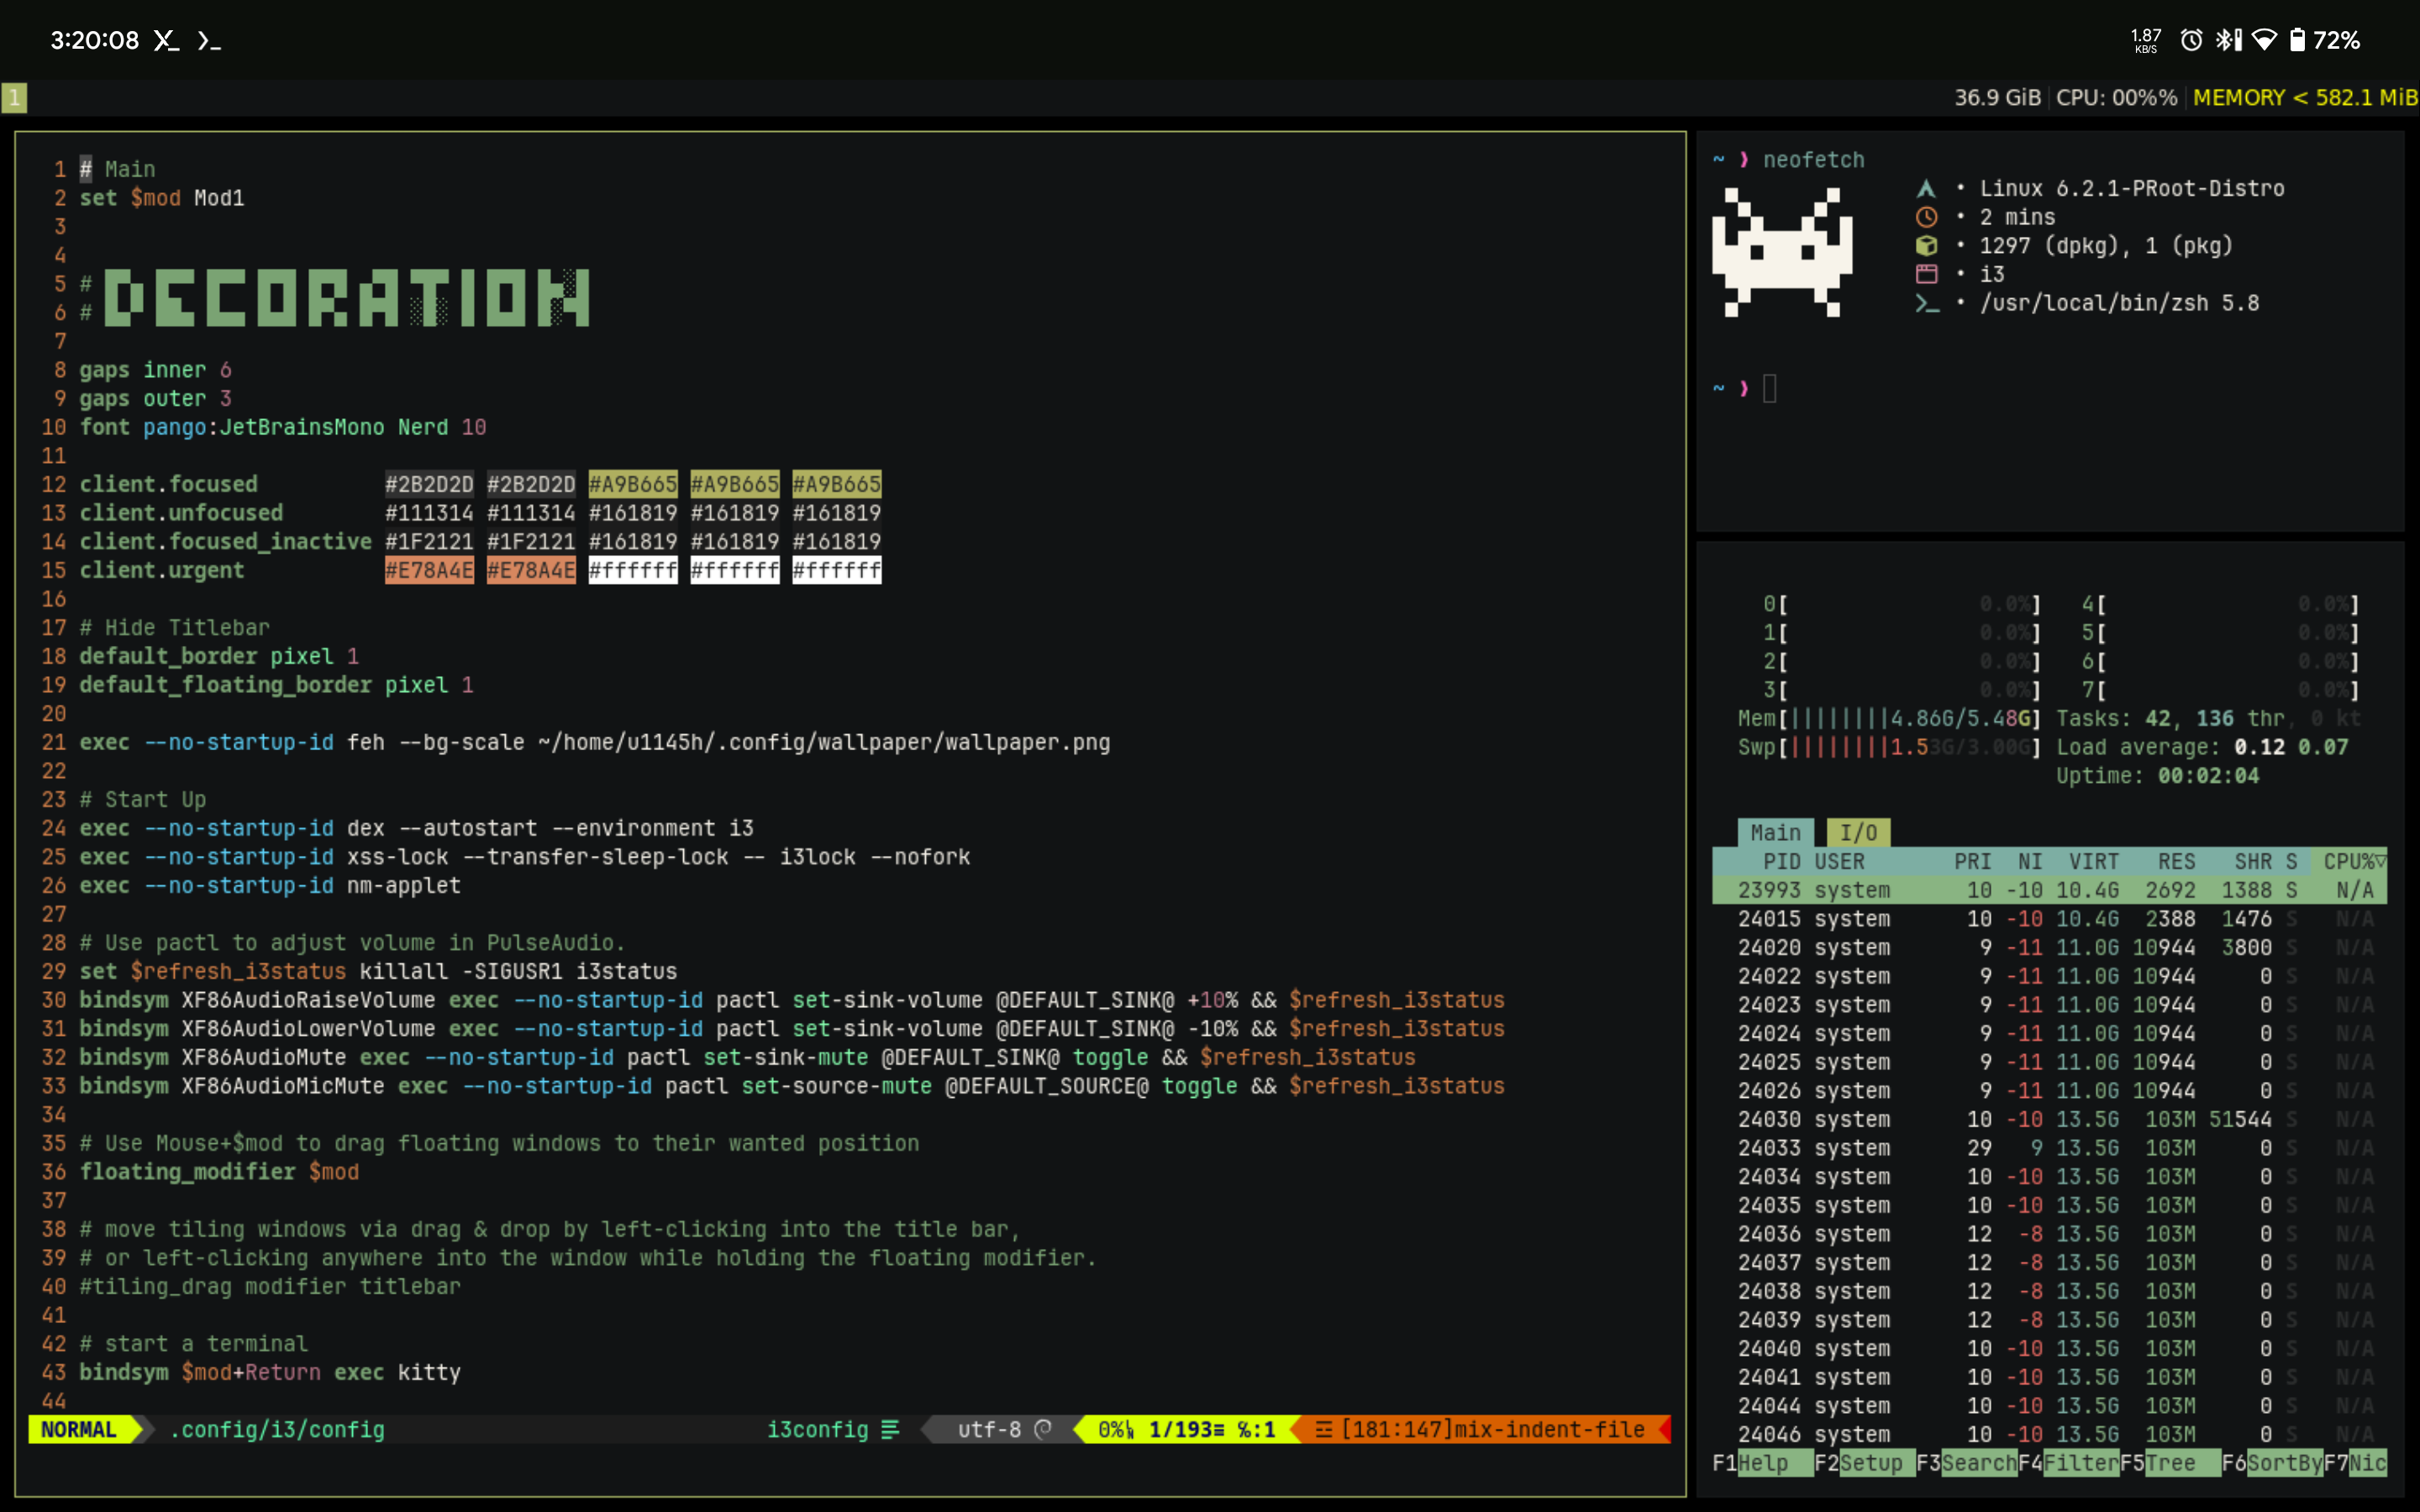 3:20:08
1.87 KB/S 72%
1
36.9 GiB CPU: 00%% MEMORY < 582.1 MiB
1 # Main
2 set $mod Mod1
3
4
5 # DECORATION
6 #
7
8 gaps inner 6
9 gaps outer 3
10 font pango:JetBrainsMono Nerd 10
11
12 client.focused #2B2D2D #2B2D2D #A9B665 #A9B665 #A9B665
13 client.unfocused #111314 #111314 #161819 #161819 #161819
14 client.focused_inactive #1F2121 #1F2121 #161819 #161819 #161819
15 client.urgent #E78A4E #E78A4E #ffffff #ffffff #ffffff
16
17 # Hide Titlebar
18 default_border pixel 1
19 default_floating_border pixel 1
20
21 exec --no-startup-id feh --bg-scale ~/home/u1145h/.config/wallpaper/wallpaper.png
22
23 # Start Up
24 exec --no-startup-id dex --autostart --environment i3
25 exec --no-startup-id xss-lock --transfer-sleep-lock -- i3lock --nofork
26 exec --no-startup-id nm-applet
27
28 # Use pactl to adjust volume in PulseAudio.
29 set $refresh_i3status killall -SIGUSR1 i3status
30 bindsym XF86AudioRaiseVolume exec --no-startup-id pactl set-sink-volume @DEFAULT_SINK@ +10% && $refresh_i3status
31 bindsym XF86AudioLowerVolume exec --no-startup-id pactl set-sink-volume @DEFAULT_SINK@ -10% && $refresh_i3status
32 bindsym XF86AudioMute exec --no-startup-id pactl set-sink-mute @DEFAULT_SINK@ toggle && $refresh_i3status
33 bindsym XF86AudioMicMute exec --no-startup-id pactl set-source-mute @DEFAULT_SOURCE@ toggle && $refresh_i3status
34
35 # Use Mouse+$mod to drag floating windows to their wanted position
36 floating_modifier $mod
37
38 # move tiling windows via drag & drop by left-clicking into the title bar,
39 # or left-clicking anywhere into the window while holding the floating modifier.
40 #tiling_drag modifier titlebar
41
42 # start a terminal
43 bindsym $mod+Return exec kitty
44
NORMAL .config/i3/config i3config utf-8 0% 1/193≡ ℅:1 [181:147]mix-indent-file
~ ❱ neofetch
• Linux 6.2.1-PRoot-Distro
• 2 mins
• 1297 (dpkg), 1 (pkg)
• i3
• /usr/local/bin/zsh 5.8
~ ❱
0[ 0.0%] 4[ 0.0%]
1[ 0.0%] 5[ 0.0%]
2[ 0.0%] 6[ 0.0%]
3[ 0.0%] 7[ 0.0%]
Mem[||||||||4.86G/5.48G] Tasks: 42, 136 thr, 0 kt
Swp[||||||||1.53G/3.00G] Load average: 0.12 0.07
Uptime: 00:02:04
Main I/O
PID USER PRI NI VIRT RES SHR S CPU%▽
23993 system 10 -10 10.4G 2692 1388 S N/A
24015 system 10 -10 10.4G 2388 1476 S N/A
24020 system 9 -11 11.0G 10944 3800 S N/A
24022 system 9 -11 11.0G 10944 0 S N/A
24023 system 9 -11 11.0G 10944 0 S N/A
24024 system 9 -11 11.0G 10944 0 S N/A
24025 system 9 -11 11.0G 10944 0 S N/A
24026 system 9 -11 11.0G 10944 0 S N/A
24030 system 10 -10 13.5G 103M 51544 S N/A
24033 system 29 9 13.5G 103M 0 S N/A
24034 system 10 -10 13.5G 103M 0 S N/A
24035 system 10 -10 13.5G 103M 0 S N/A
24036 system 12 -8 13.5G 103M 0 S N/A
24037 system 12 -8 13.5G 103M 0 S N/A
24038 system 12 -8 13.5G 103M 0 S N/A
24039 system 12 -8 13.5G 103M 0 S N/A
24040 system 10 -10 13.5G 103M 0 S N/A
24041 system 10 -10 13.5G 103M 0 S N/A
24044 system 10 -10 13.5G 103M 0 S N/A
24046 system 10 -10 13.5G 103M 0 S N/A
F1Help F2Setup F3SearchF4FilterF5Tree F6SortByF7Nic